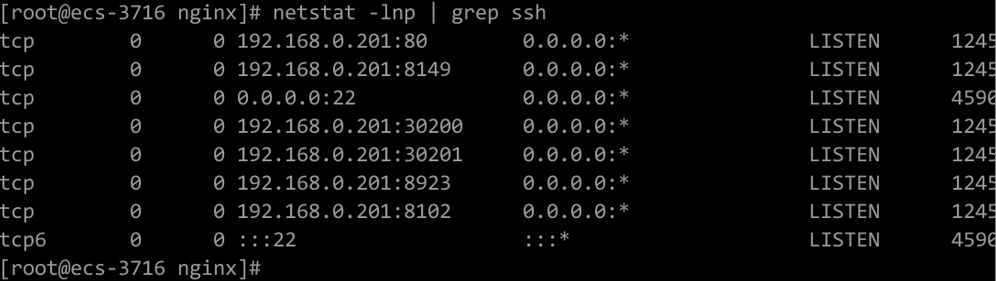 [root@ecs-3716 nginx]# netstat -lnp | grep ssh
tcp        0      0 192.168.0.201:80        0.0.0.0:*               LISTEN      1245
tcp        0      0 192.168.0.201:8149      0.0.0.0:*               LISTEN      1245
tcp        0      0 0.0.0.0:22              0.0.0.0:*               LISTEN      4590
tcp        0      0 192.168.0.201:30200     0.0.0.0:*               LISTEN      1245
tcp        0      0 192.168.0.201:30201     0.0.0.0:*               LISTEN      1245
tcp        0      0 192.168.0.201:8923      0.0.0.0:*               LISTEN      1245
tcp        0      0 192.168.0.201:8102      0.0.0.0:*               LISTEN      1245
tcp6       0      0 :::22                   :::*                    LISTEN      4590
[root@ecs-3716 nginx]#